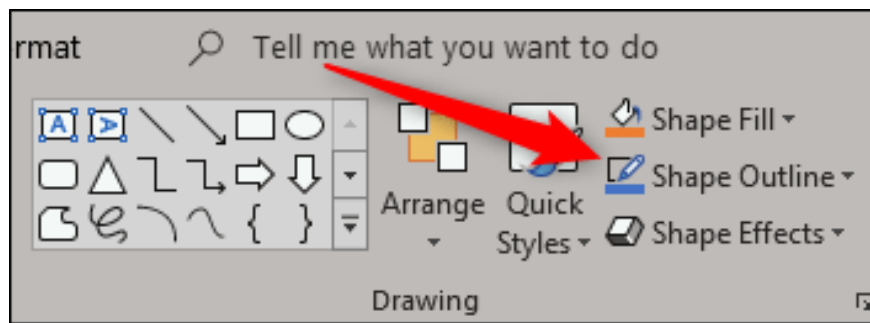 rmat
Tell me what you want to do
A
A
Shape Fill
Shape Outline
Shape Effects
Arrange
Quick
Styles
Drawing